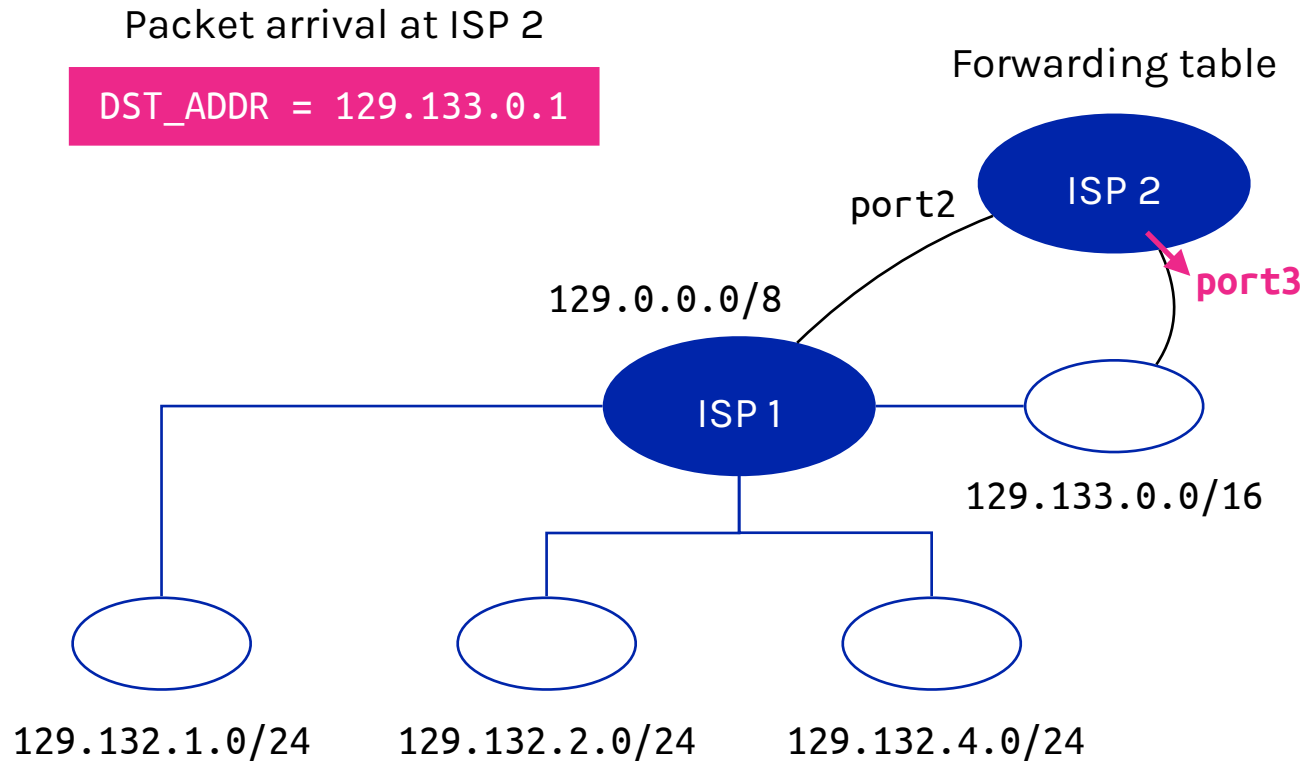 Packet arrival at ISP 2
DST_ADDR = 129.133.0.1
Forwarding table
ISP 2
port2
port3
129.0.0.0/8
ISP 1
129.133.0.0/16
129.132.1.0/24
129.132.2.0/24
129.132.4.0/24